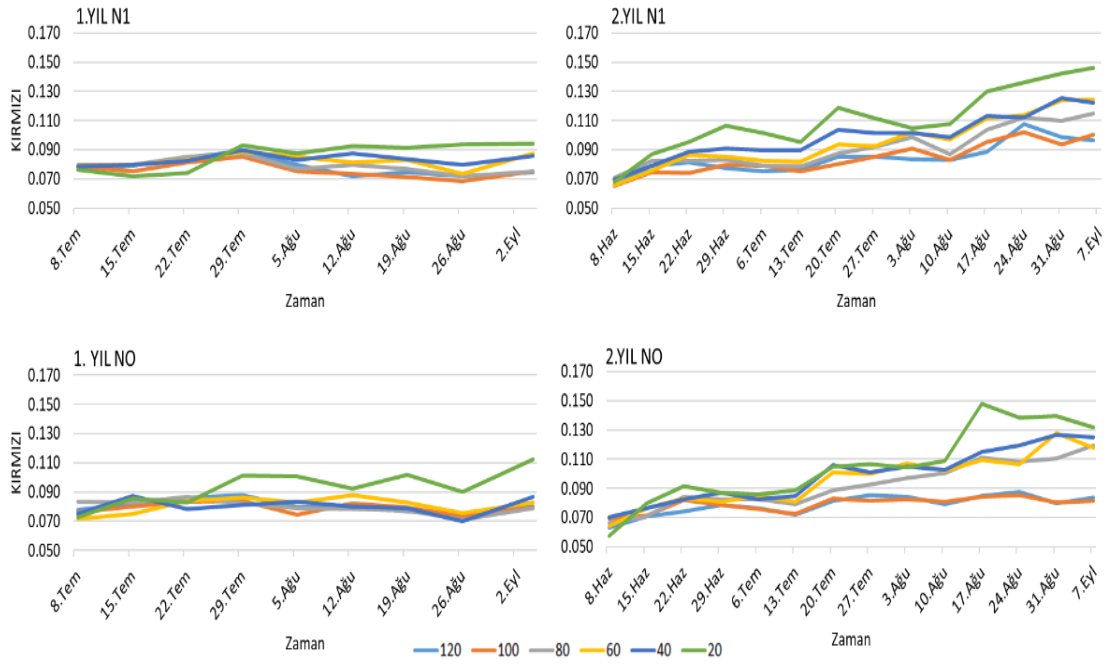 1.YIL N1
0.170
0.150
0.130
0.110
0.090
0.070
0.050
KIRMIZI
8.Tem
15.Tem
22.Tem
29.Tem
5.Ağu
12.Ağu
19.Ağu
26.Ağu
2.Eyl
Zaman
2.YIL N1
0.170
0.150
0.130
0.110
0.090
0.070
0.050
8.Haz
15.Haz
22.Haz
29.Haz
6.Tem
13.Tem
20.Tem
27.Tem
3.Ağu
10.Ağu
17.Ağu
24.Ağu
31.Ağu
7.Eyl
Zaman
1. YIL NO
0.170
0.150
0.130
0.110
0.090
0.070
0.050
KIRMIZI
8.Tem
15.Tem
22.Tem
29.Tem
5.Ağu
12.Ağu
19.Ağu
26.Ağu
2.Eyl
Zaman
2.YIL NO
0.170
0.150
0.130
0.110
0.090
0.070
0.050
8.Haz
15.Haz
22.Haz
29.Haz
6.Tem
13.Tem
20.Tem
27.Tem
3.Ağu
10.Ağu
17.Ağu
24.Ağu
31.Ağu
7.Eyl
Zaman
120 100 80 60 40 20